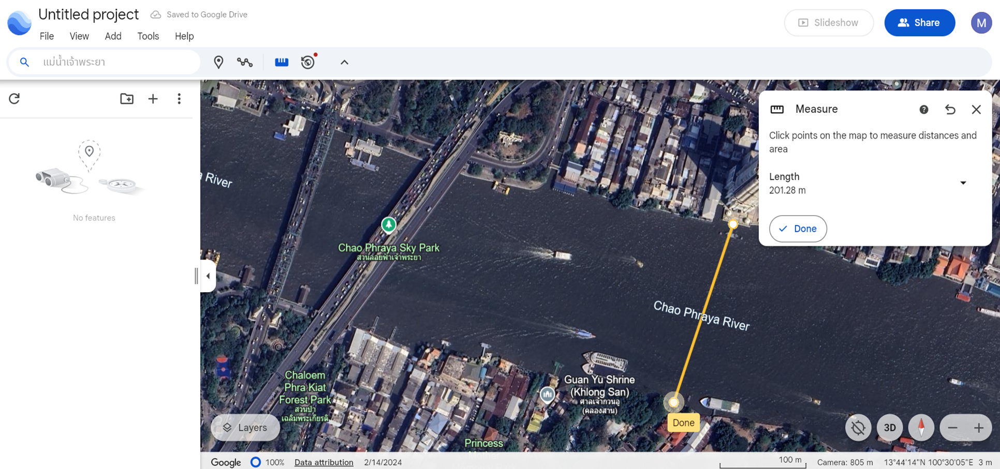 Untitled project
Saved to Google Drive
File View Add Tools Help
Slideshow
Share
M
แม่น้ำเจ้าพระยา
No features
Measure
?
Click points on the map to measure distances and
area
Length
201.28 m
Done
River
Chao Phraya Sky Park
สวนลอยฟ้าเจ้าพระยา
Chao Phraya River
Guan Yu Shrine
(Khlong San)
ศาลเจ้ากวนอู
(คลองสาน)
Chaloem
Phra Kiat
Forest Park
สวนป่า
เฉลิมพระเกียรติ
Done
Layers
Princess
3D
Google
100%
Data attribution
2/14/2024
100 m
Camera: 805 m
13°44'14"N 100°30'05"E
3 m